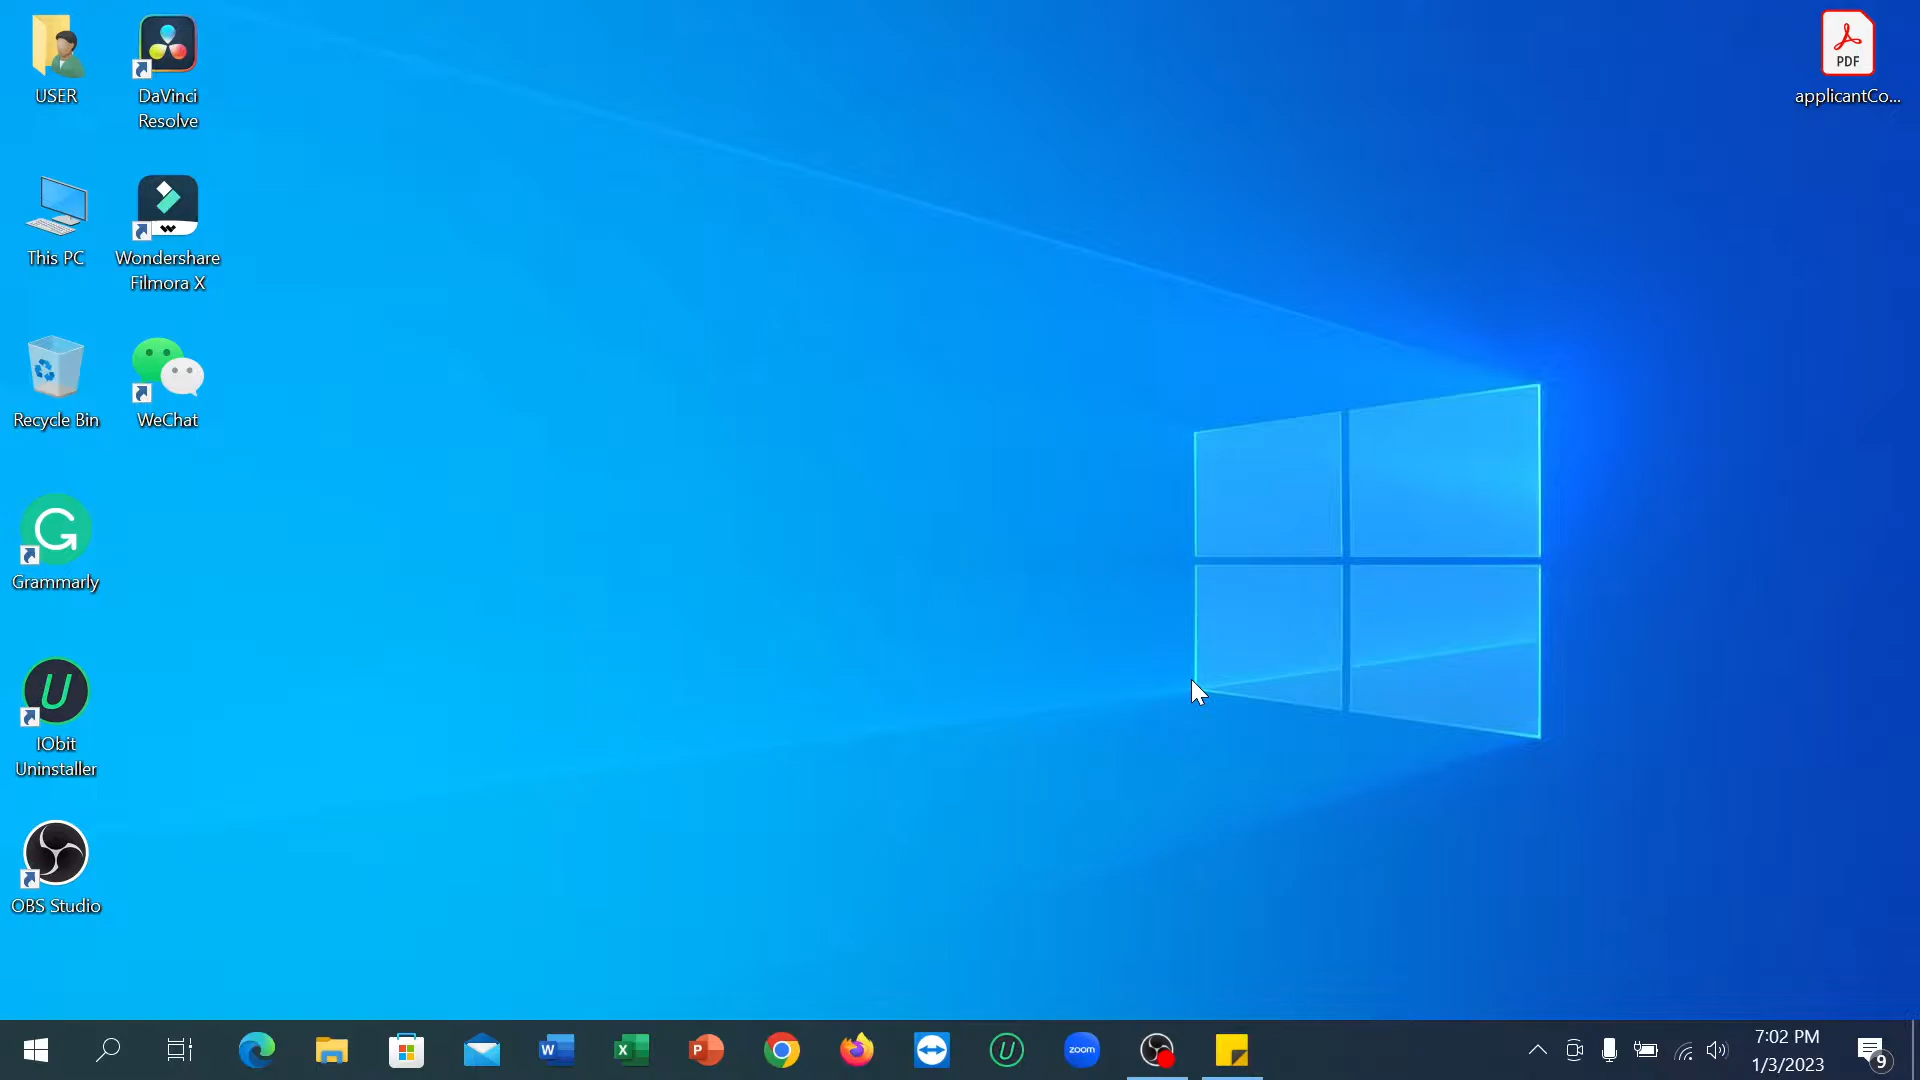 USER
DaVinci
Resolve
PDF
applicantCo...
This PC
Wondershare
Filmora X
Recycle Bin
WeChat
G
Grammarly
U
IObit
Uninstaller
OBS Studio
W
X
P
U
zoom
7:02 PM
1/3/2023
9